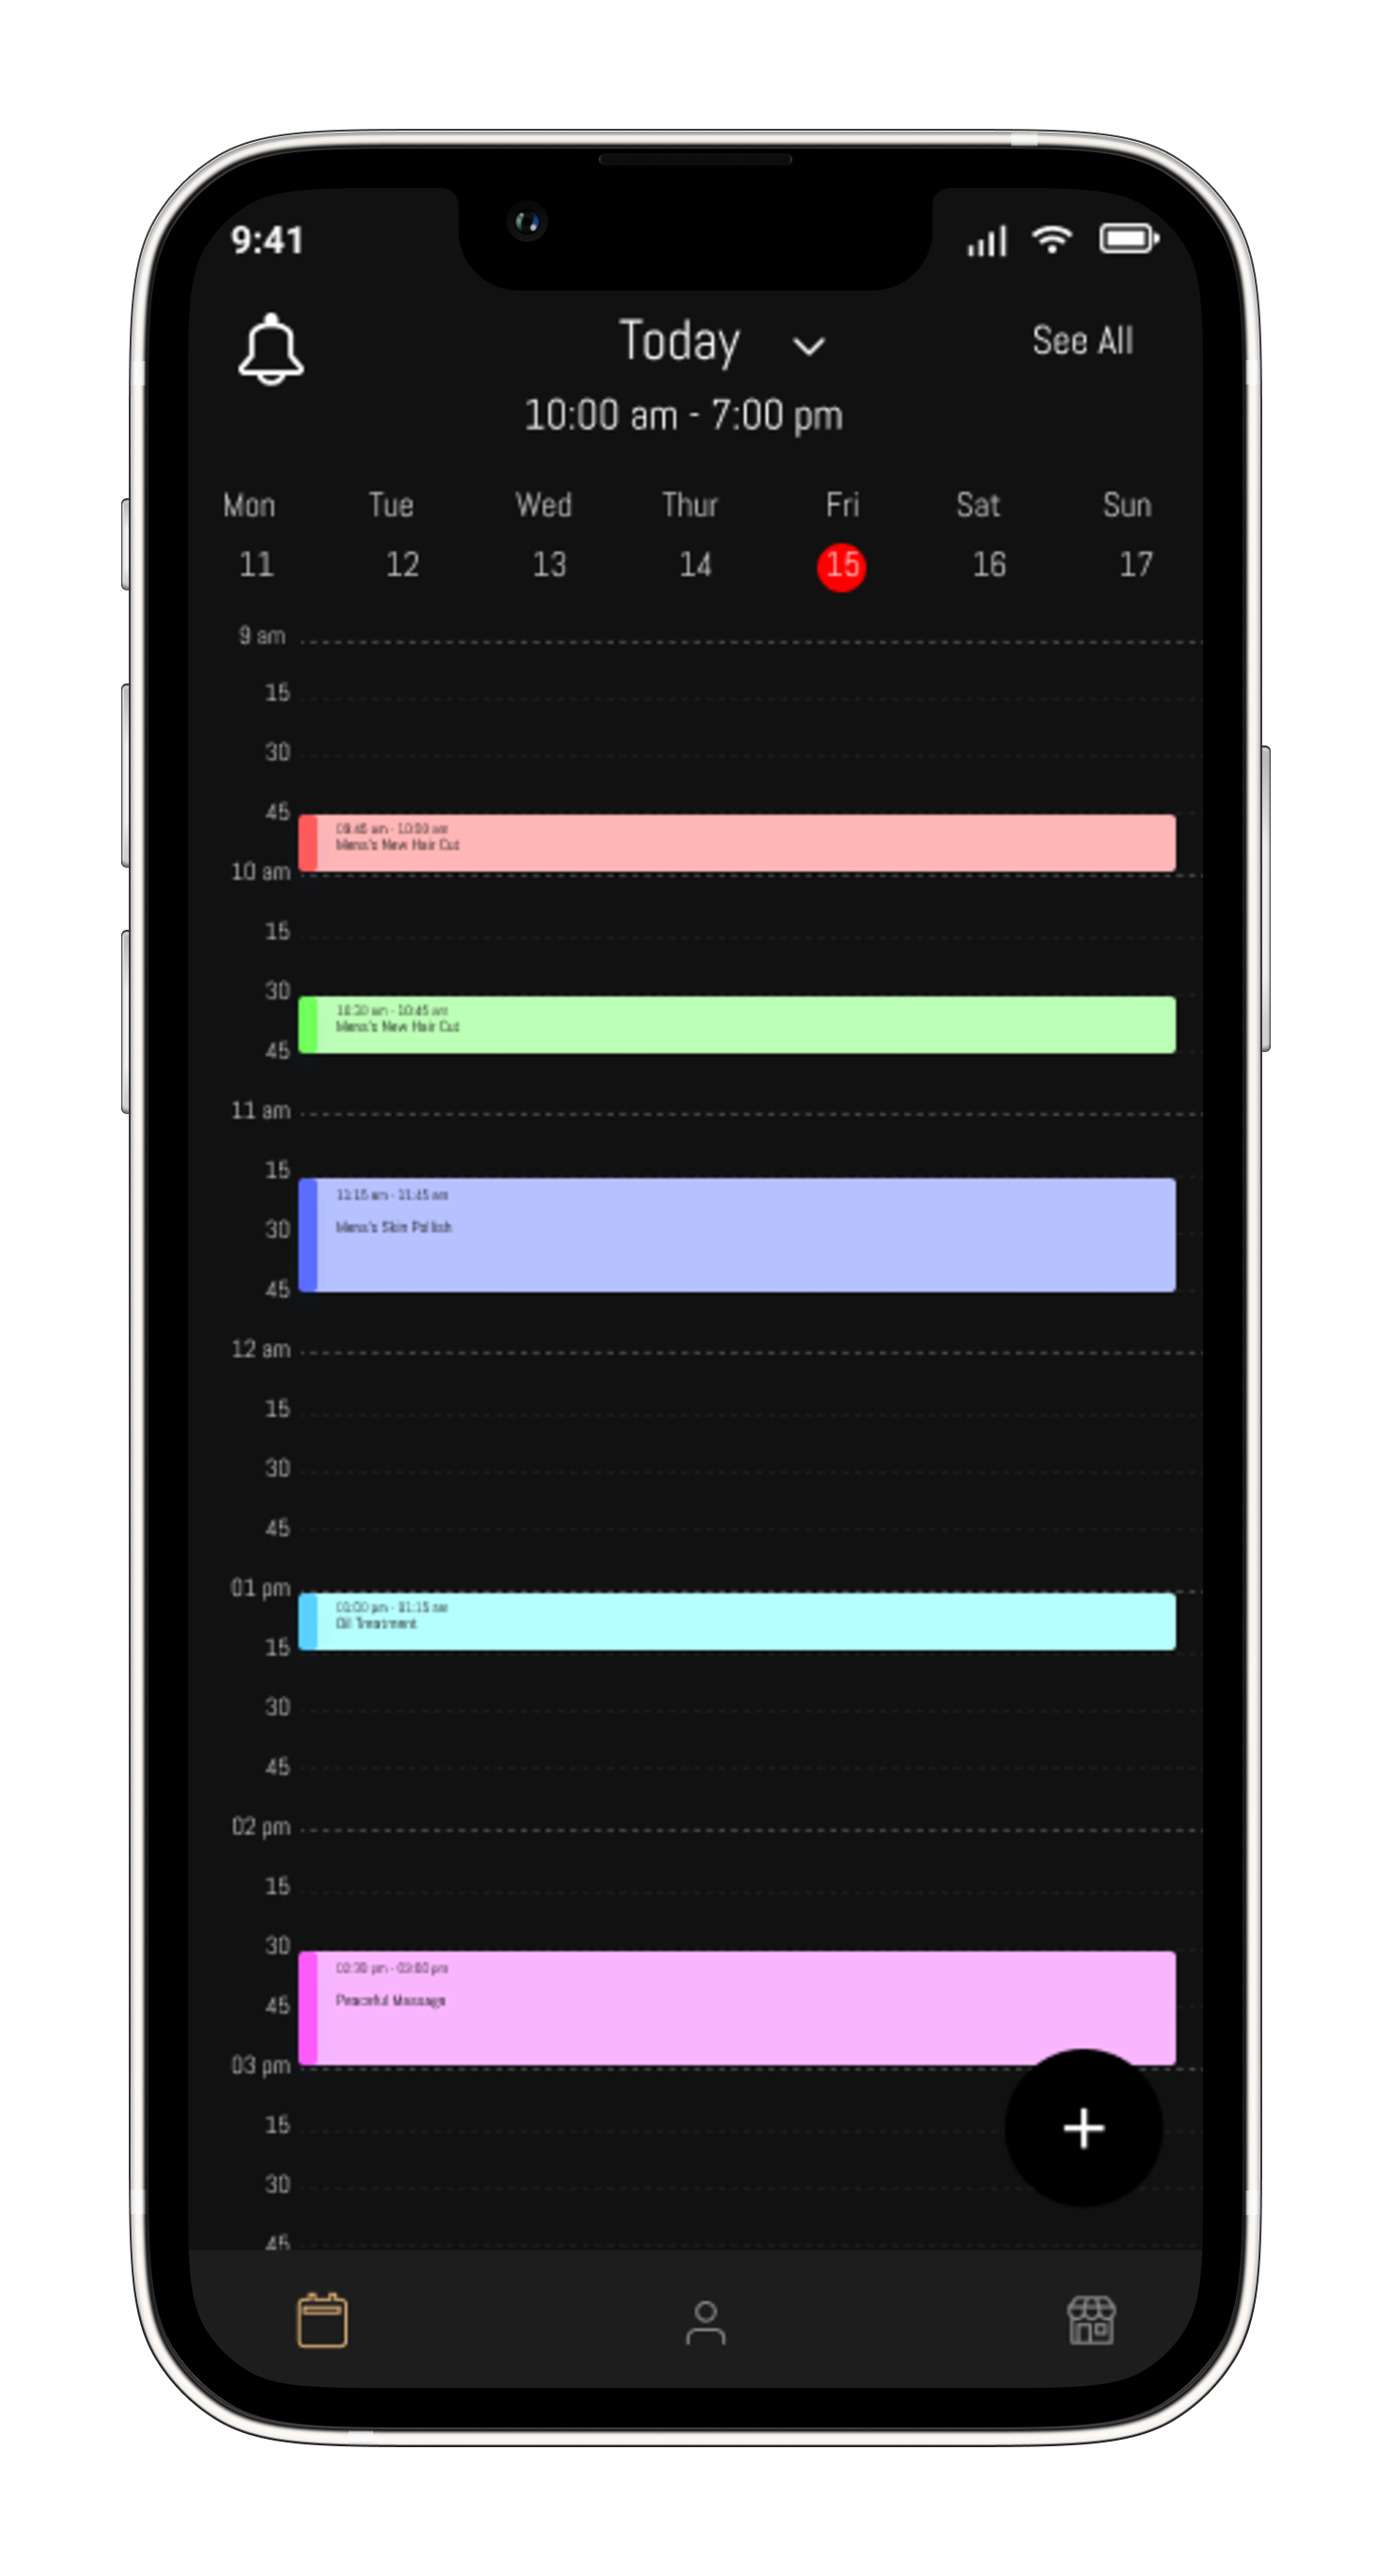 9:41
Today
See All
10:00 am - 7:00 pm
Mon Tue Wed Thur Fri Sat Sun
11 12 13 14 15 16 17
9 am
15
30
45
09:45 am - 10:00 am
Mens's New Hair Cut
10 am
15
30
10:30 am - 10:45 am
Mens's New Hair Cut
45
11 am
15
11:15 am - 11:45 am
30
Mens's Skin Polish
45
12 am
15
30
45
01 pm
01:15 am
Oil Treatment
15
30
45
02 pm
15
30
02:30 pm - 03:00 pm
45
Peaceful Massage
03 pm
15
30
45